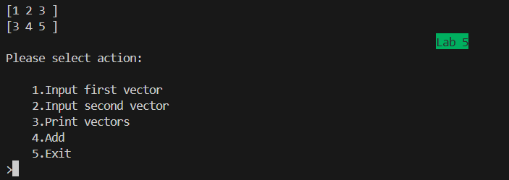 [1 2 3 ]
[3 4 5 ]
Lab 5
Please select action:
1.Input first vector
2.Input second vector
3.Print vectors
4.Add
5.Exit
>